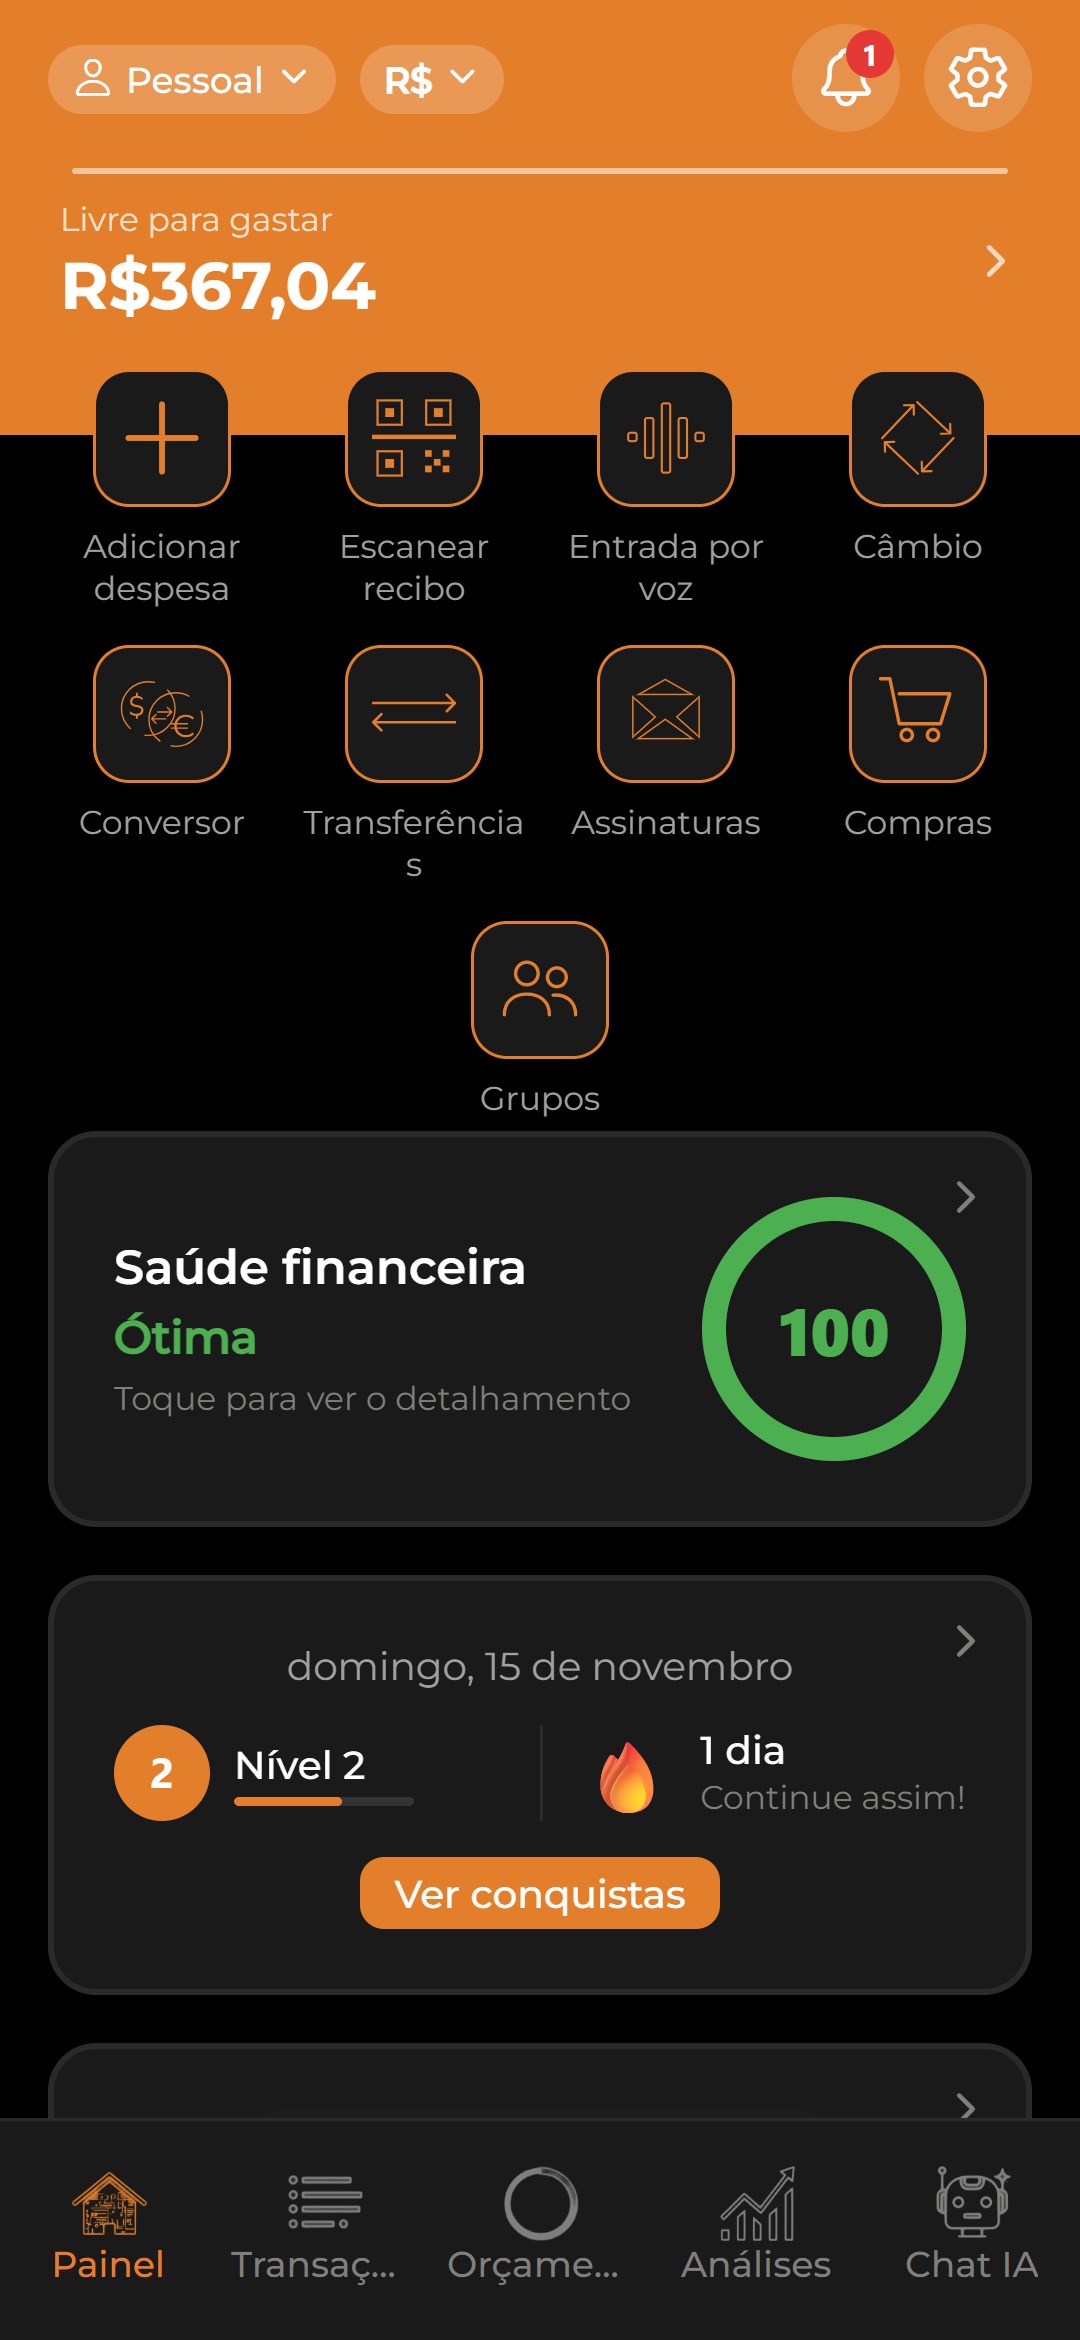 Pessoal
R$
1
Livre para gastar
R$367,04
Adicionar
despesa
Escanear
recibo
Entrada por
voz
Câmbio
$
€
Conversor
Transferência
s
Assinaturas
Compras
Grupos
Saúde financeira
Ótima
Toque para ver o detalhamento
100
domingo, 15 de novembro
2
Nível 2
1 dia
Continue assim!
Ver conquistas
Painel
Transaç...
Orçame...
Análises
Chat IA